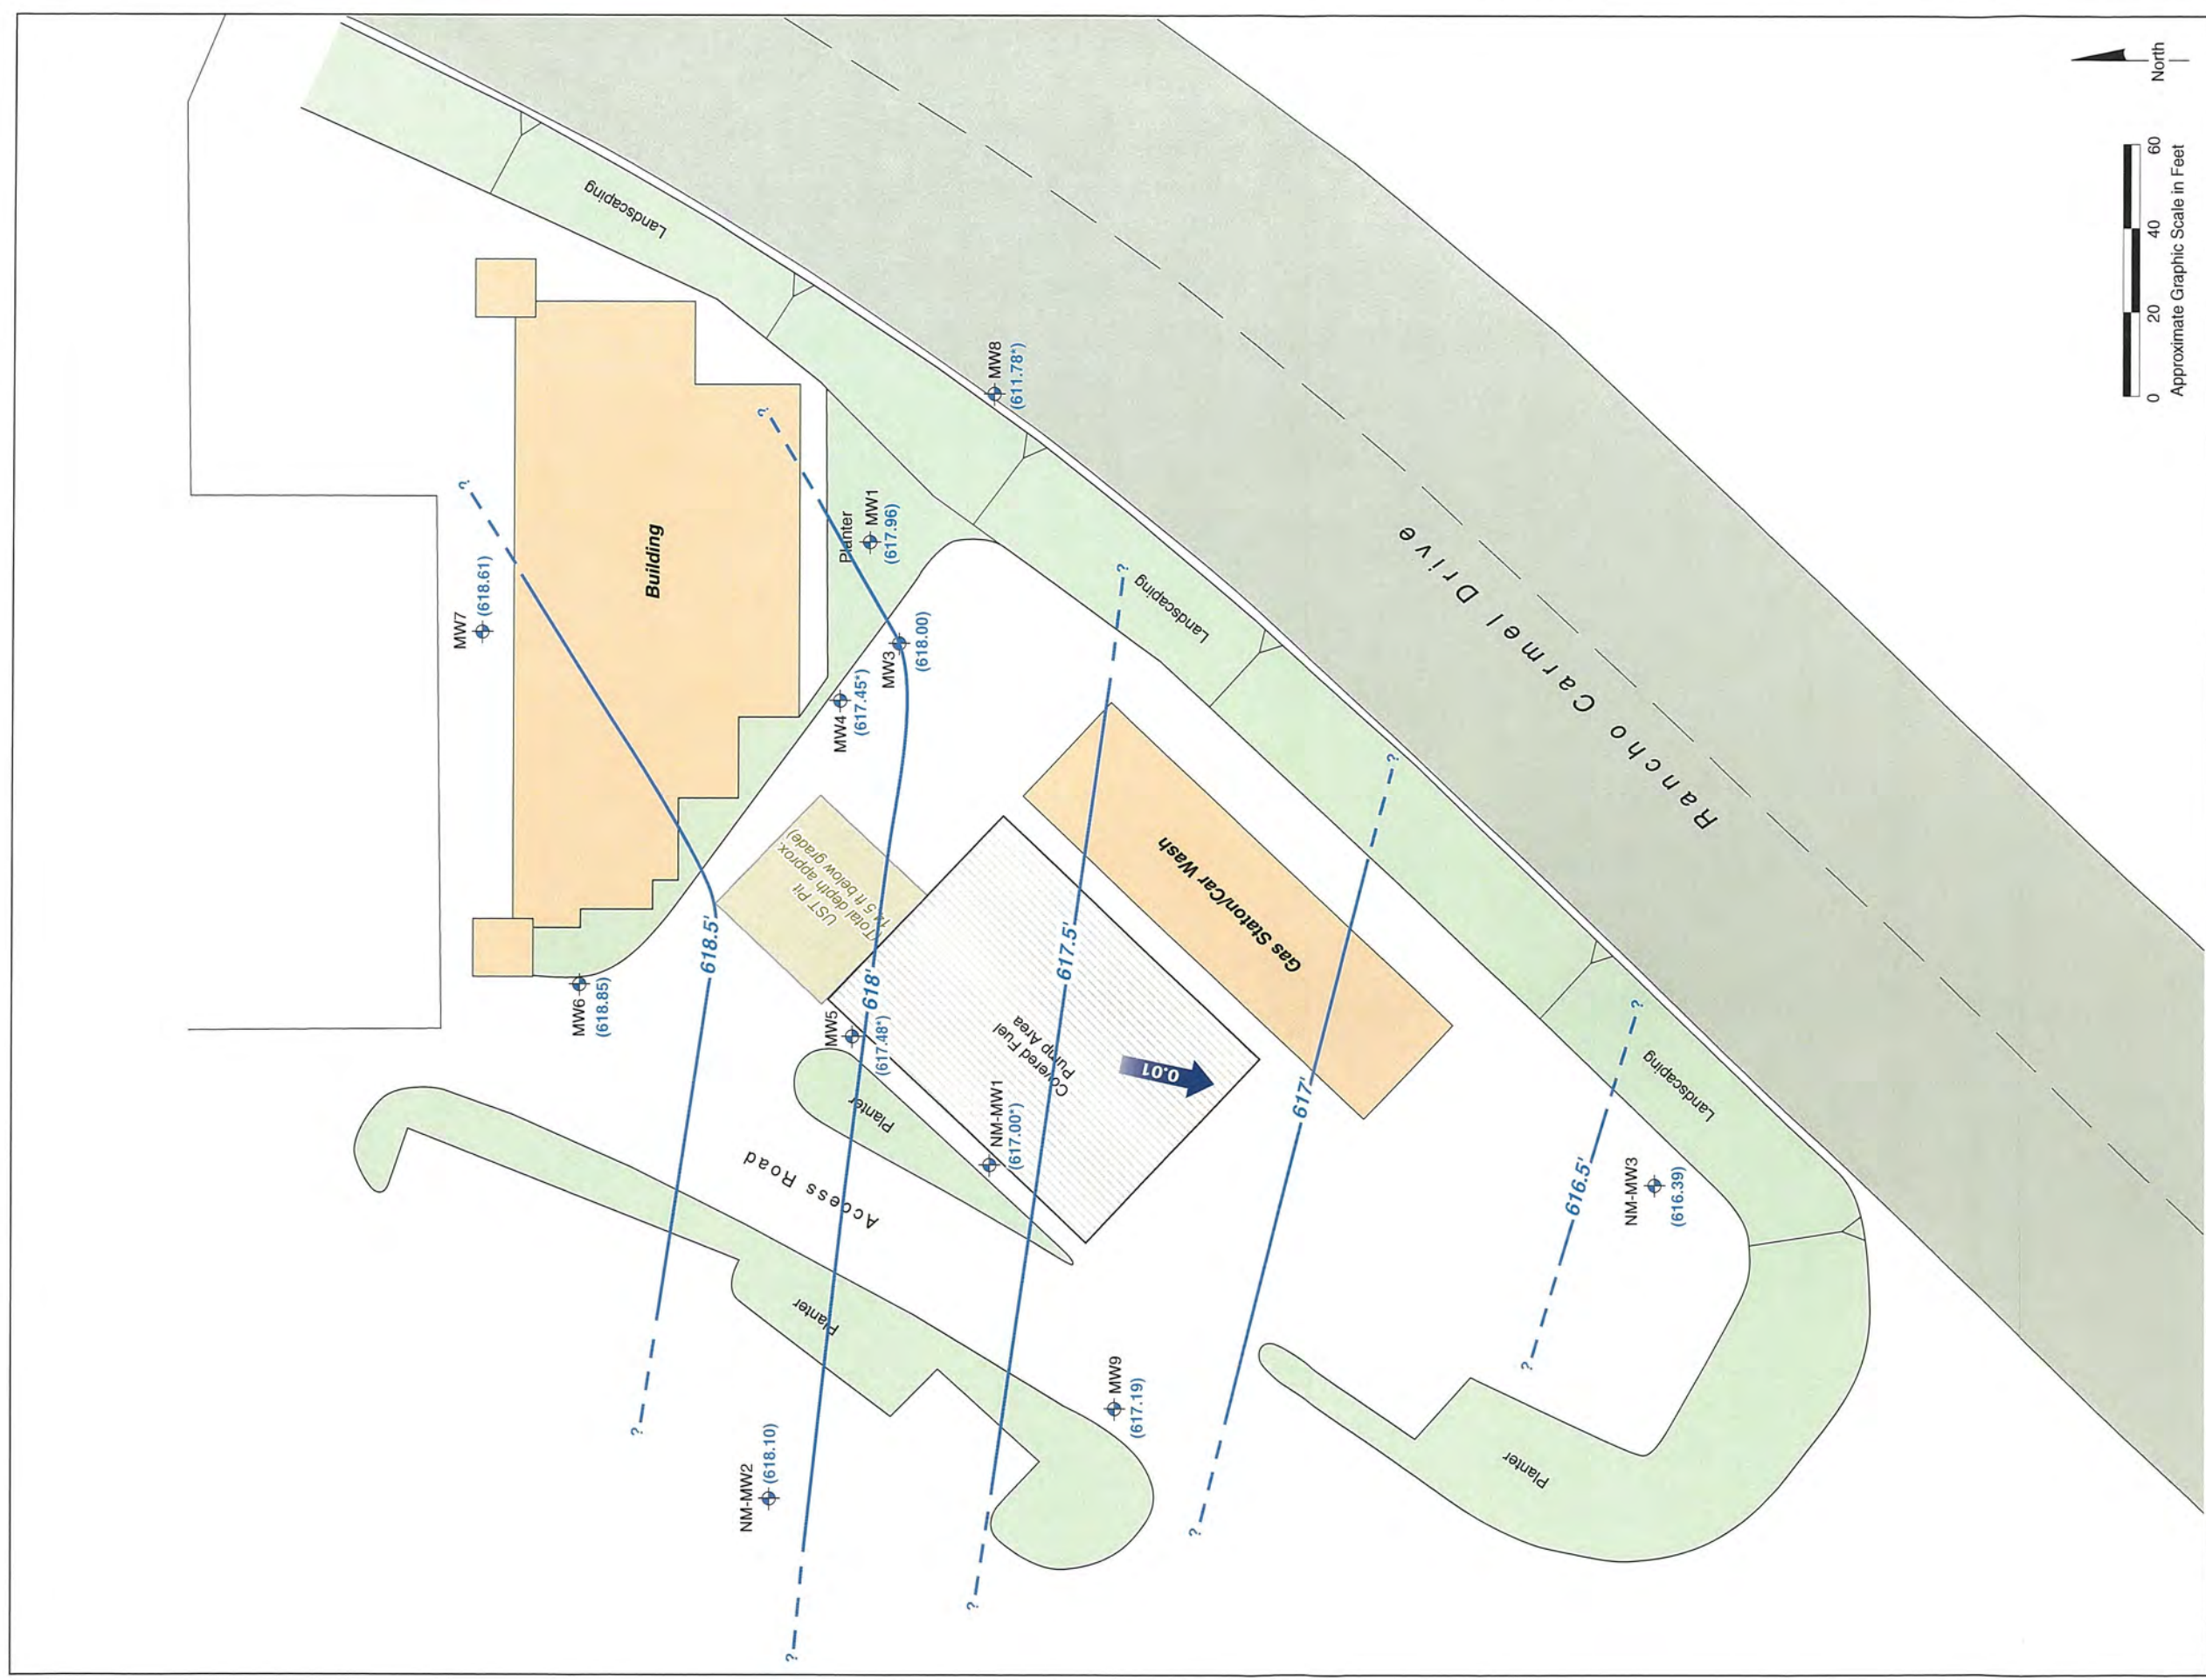 MW7
(618.61)
MW6
(618.85)
NM-MW2
(618.10)
MW5
(617.48*)
MW4
(617.45*)
MW3
(618.00)
Planter
MW1
(617.96)
MW8
(611.78*)
NM-MW1
(617.00*)
MW9
(617.19)
NM-MW3
(616.39)
Building
UST Pit
(Total depth approx.
14.5 ft below grade)
Covered Fuel
Pump Area
0.01
Gas Staton/Car Wash
Access Road
Planter
Planter
Planter
Landscaping
Landscaping
Landscaping
Rancho Carmel Drive
? 618.5' ?
? 618' ?
? 617.5' ?
? 617' ?
? 616.5' ?
North
0 20 40 60
Approximate Graphic Scale in Feet